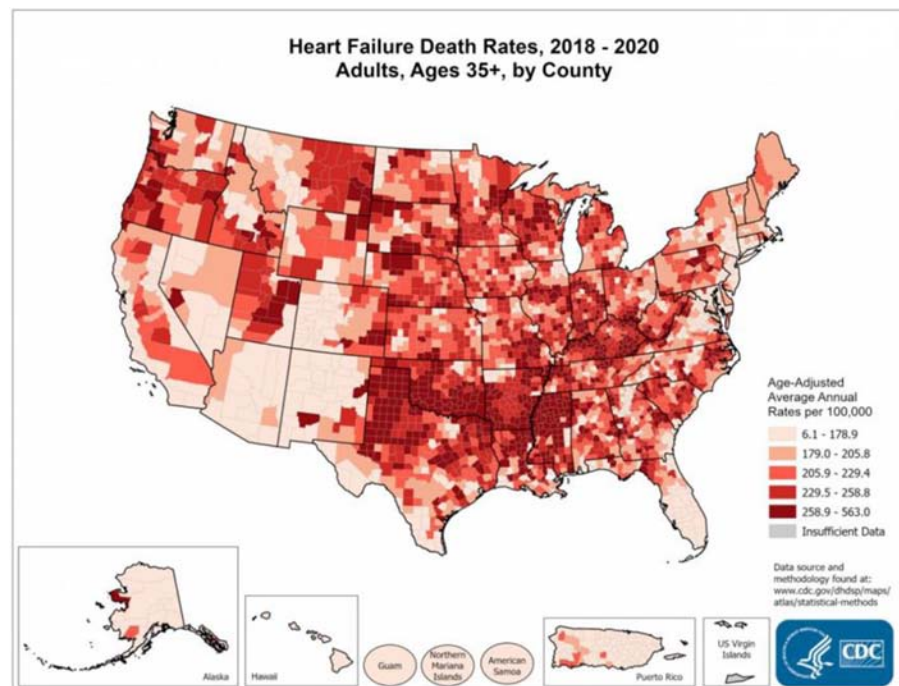 Heart Failure Death Rates, 2018 - 2020
Adults, Ages 35+, by County
Age-Adjusted
Average Annual
Rates per 100,000
6.1 - 178.9
179.0 - 205.8
205.9 - 229.4
229.5 - 258.8
258.9 - 563.0
Insufficient Data
Data source and
methodology found at:
www.cdc.gov/dhdsp/maps/
atlas/statistical-methods
Alaska
Hawaii
Guam
Northern
Mariana
Islands
American
Samoa
Puerto Rico
US Virgin
Islands
CDC